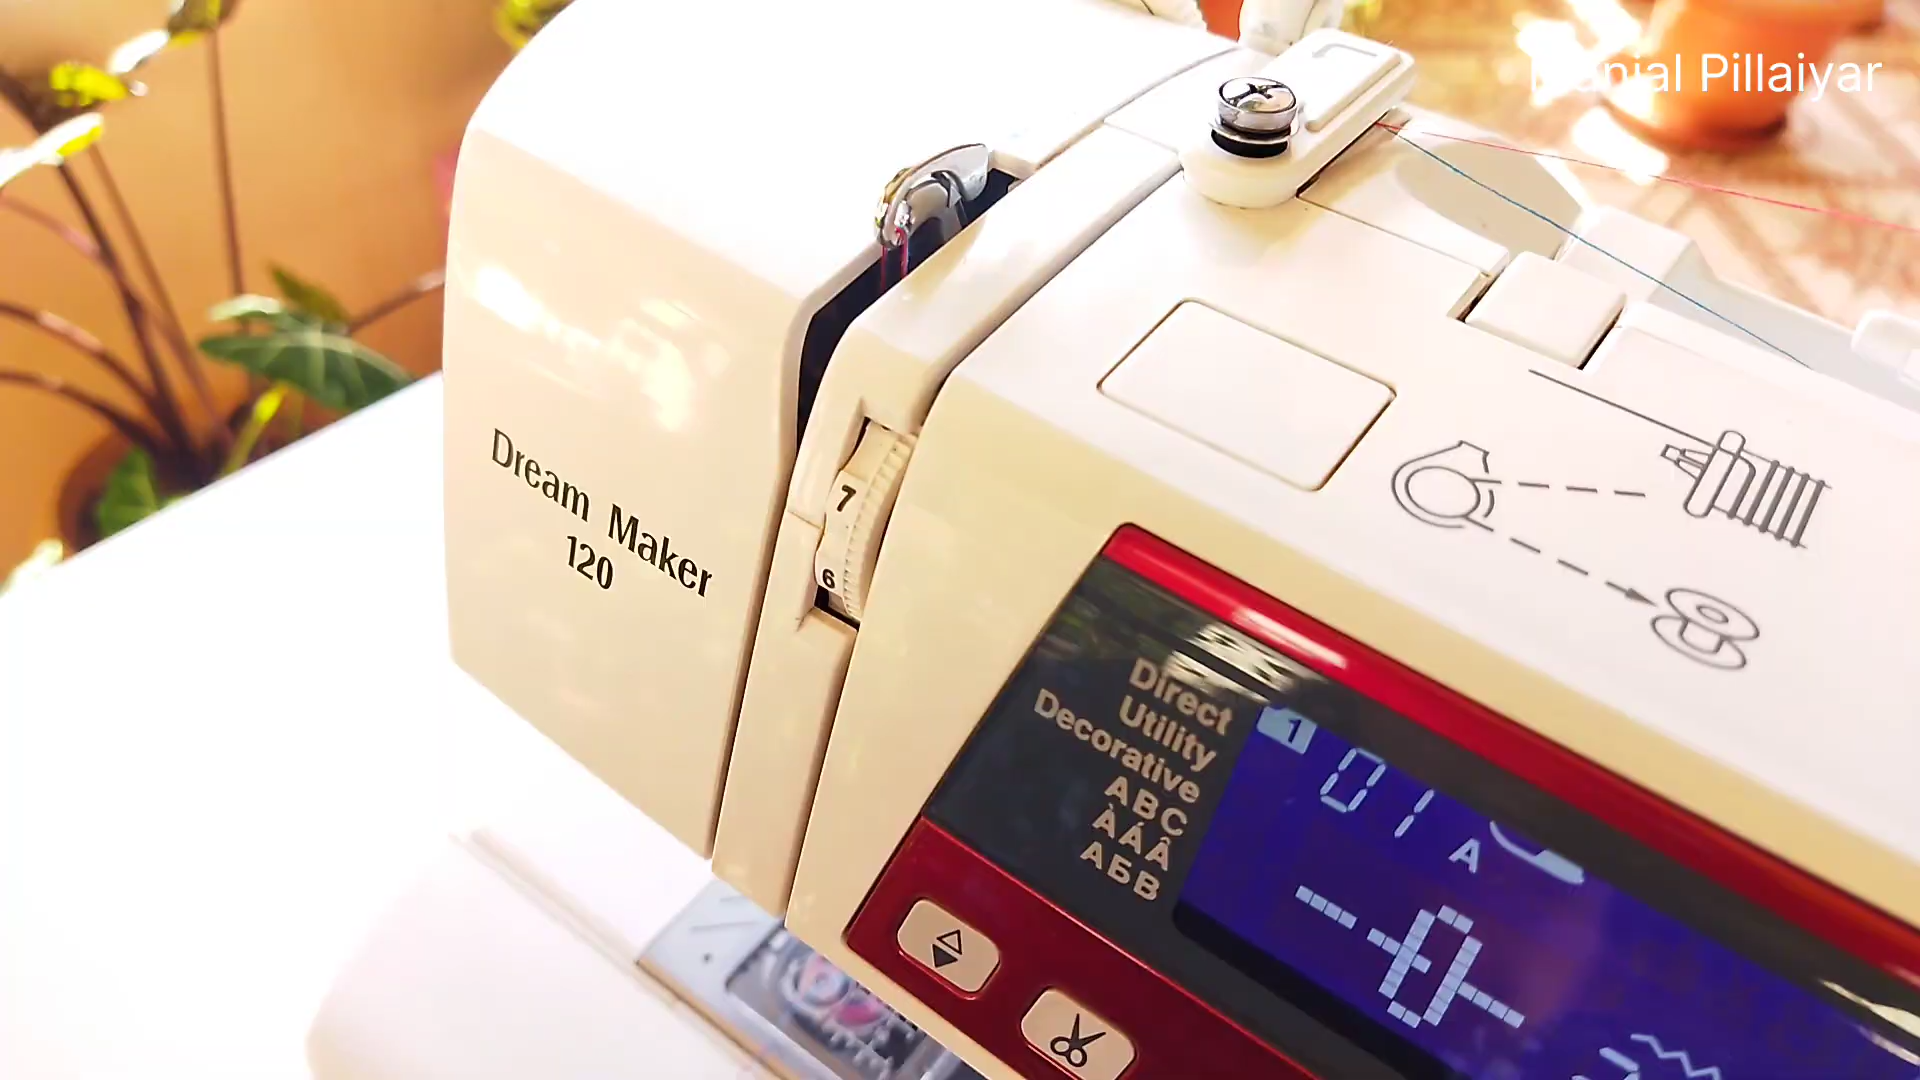 Pillaiyar
Dream Maker
120
7
6
Direct
Utility
Decorative
ABC
ÀÁÂ
АБВ
1
01
A